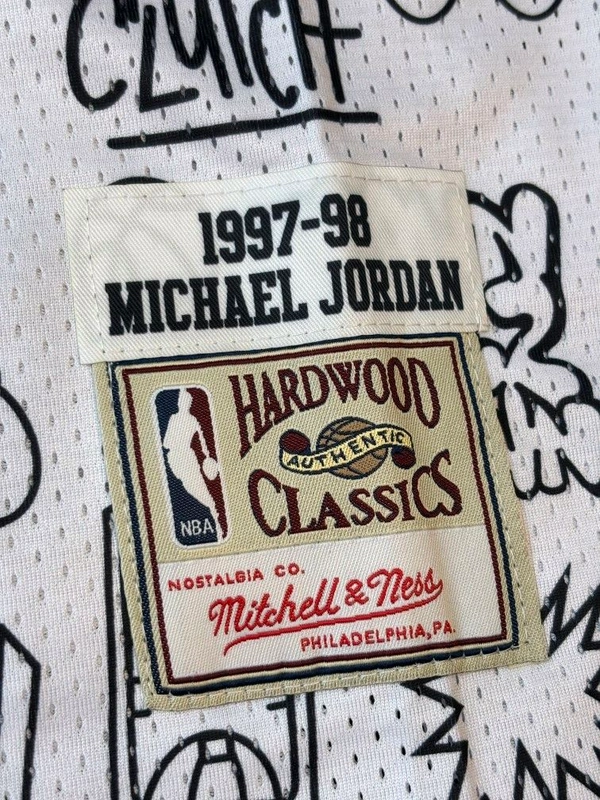 CLUTCH
1997-98
MICHAEL JORDAN
HARDWOOD
AUTHENTIC
CLASSICS
NBA
NOSTALGIA CO.
Mitchell & Ness
PHILADELPHIA, PA.